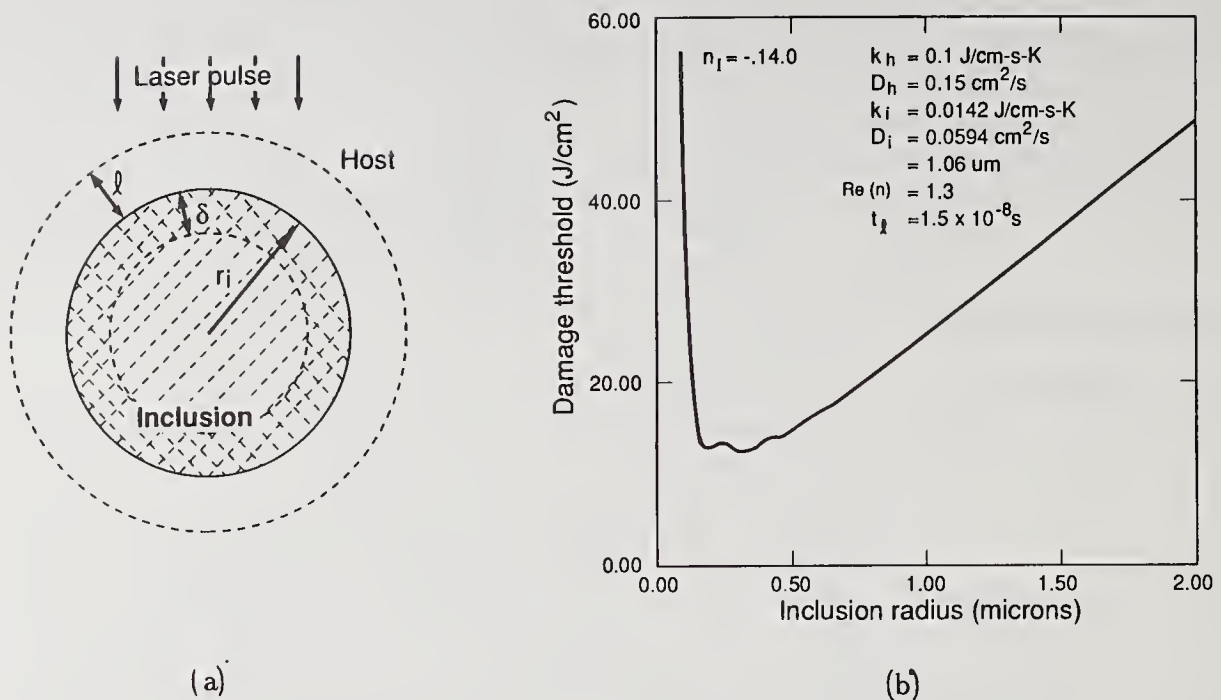 Laser pulse
Host
ℓ
δ
r_i
Inclusion
(a)
Damage threshold (J/cm²)
60.00
40.00
20.00
0.00
n_I = -.14.0
k_h = 0.1 J/cm-s-K
D_h = 0.15 cm²/s
k_i = 0.0142 J/cm-s-K
D_i = 0.0594 cm²/s
= 1.06 um
Re (n) = 1.3
t_ℓ =1.5 x 10⁻⁸s
0.00 0.50 1.00 1.50 2.00
Inclusion radius (microns)
(b)